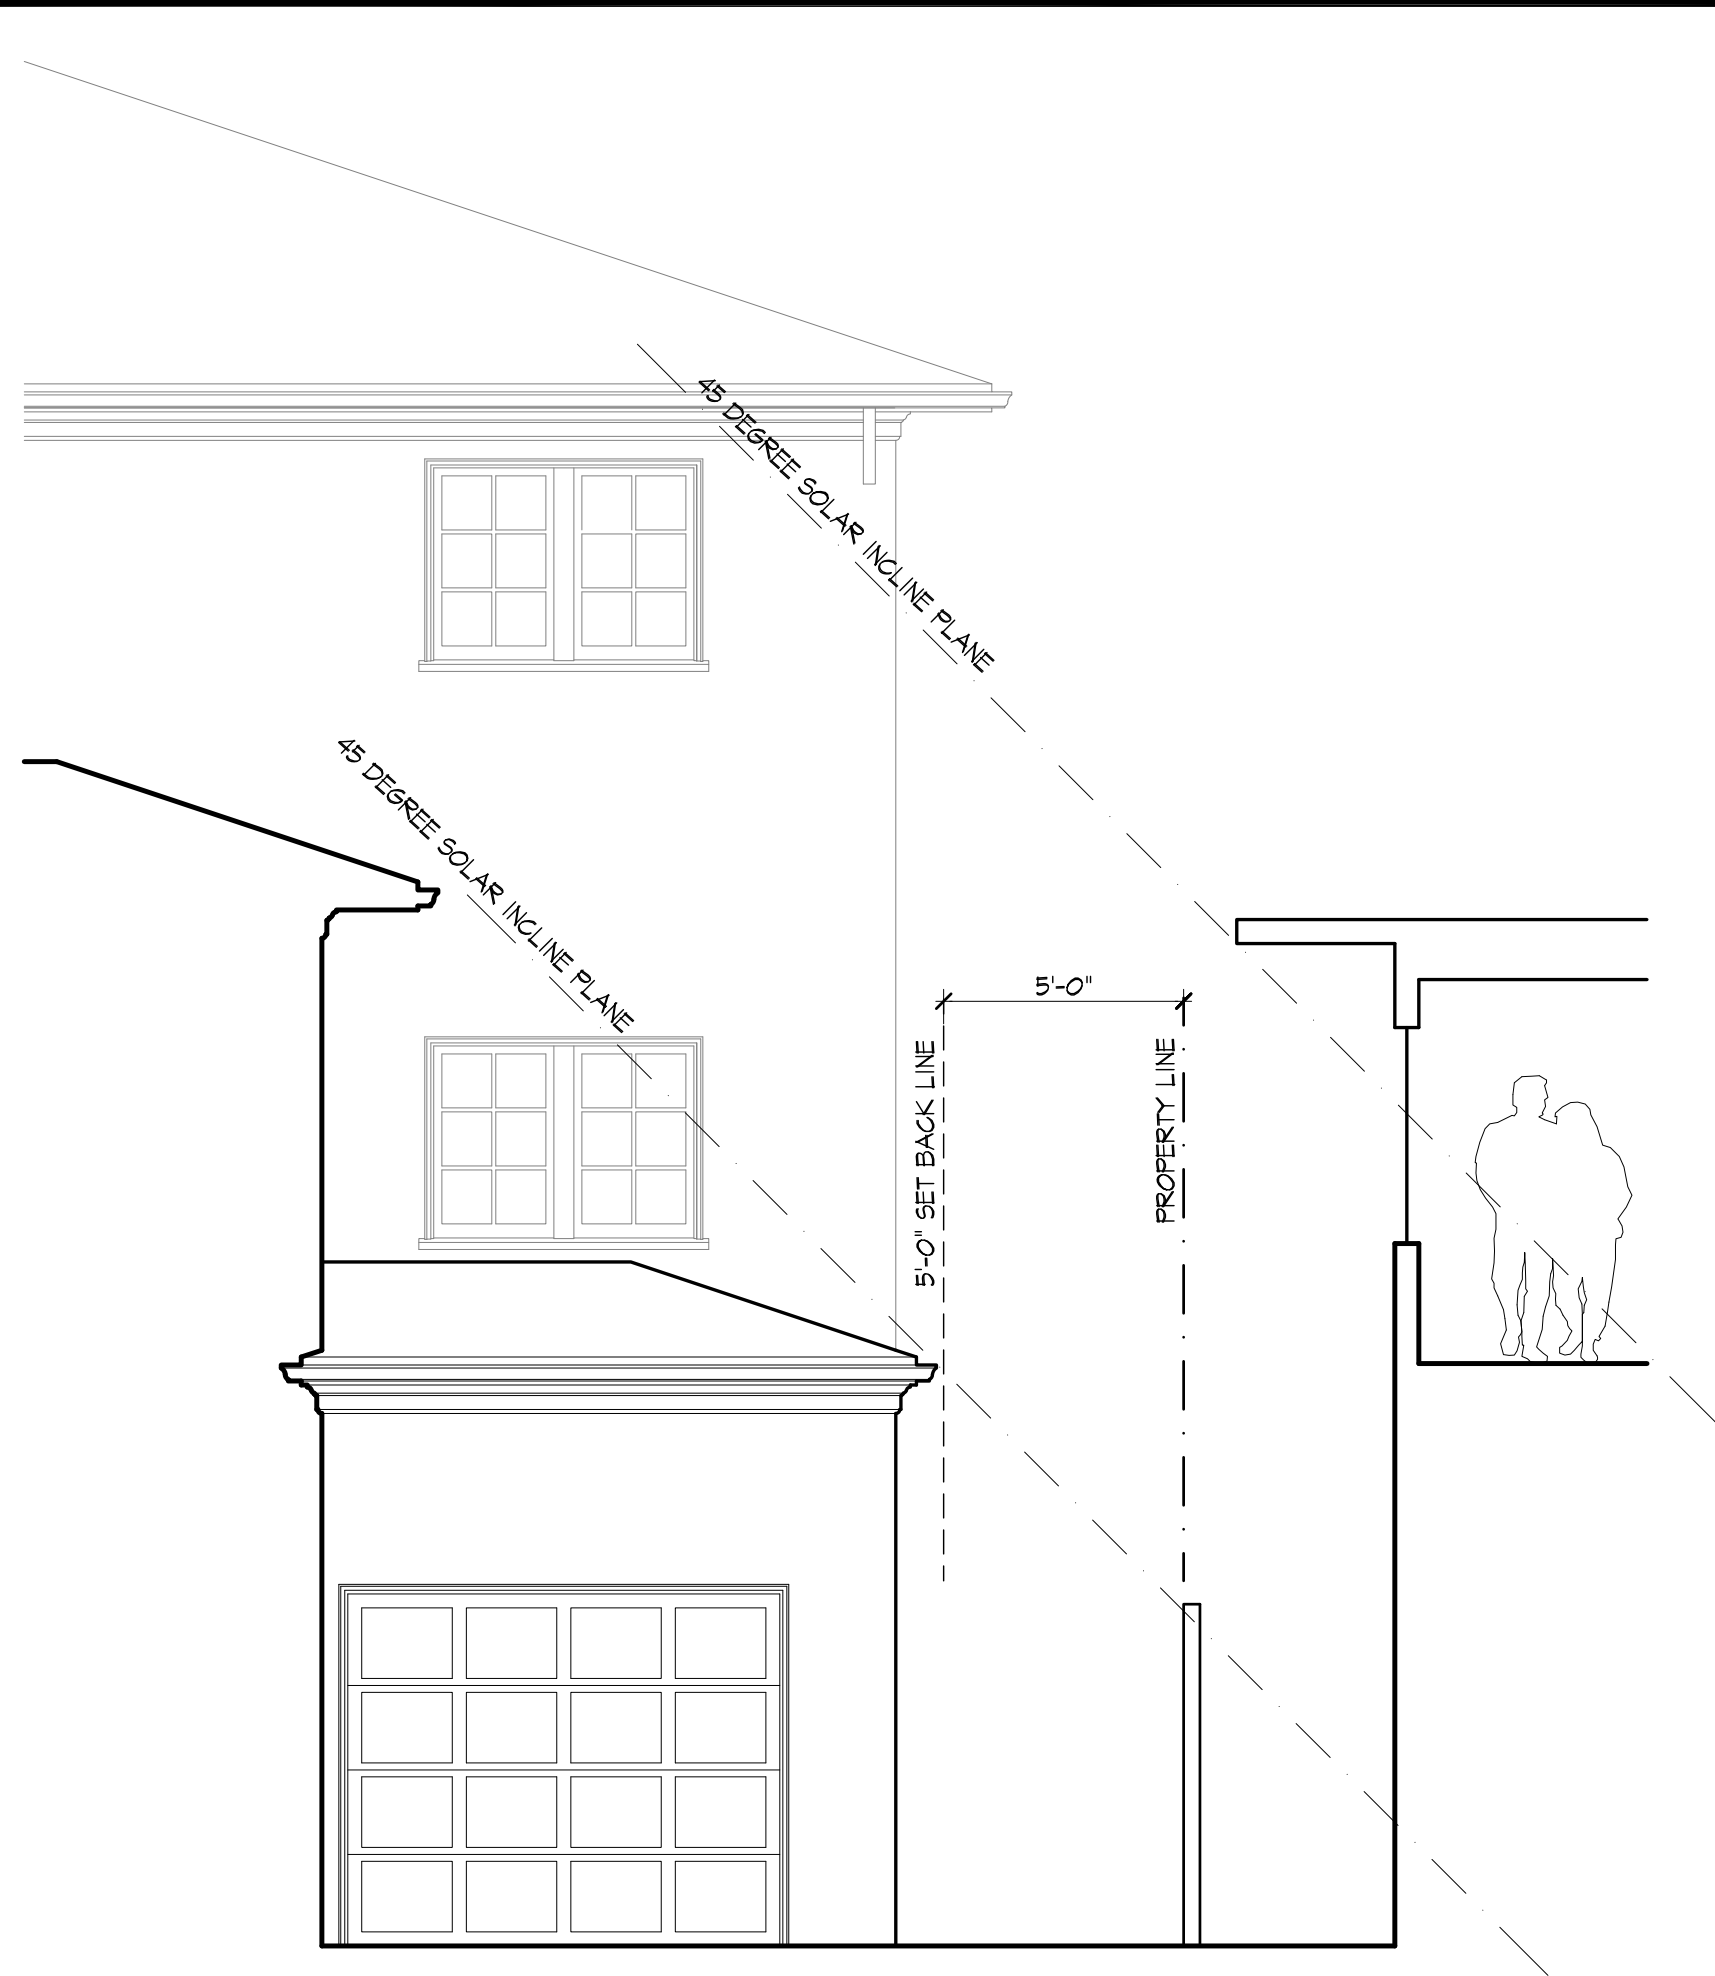 45 DEGREE SOLAR INCLINE PLANE
45 DEGREE SOLAR INCLINE PLANE
5'-0"
5'-0" SET BACK LINE
PROPERTY LINE